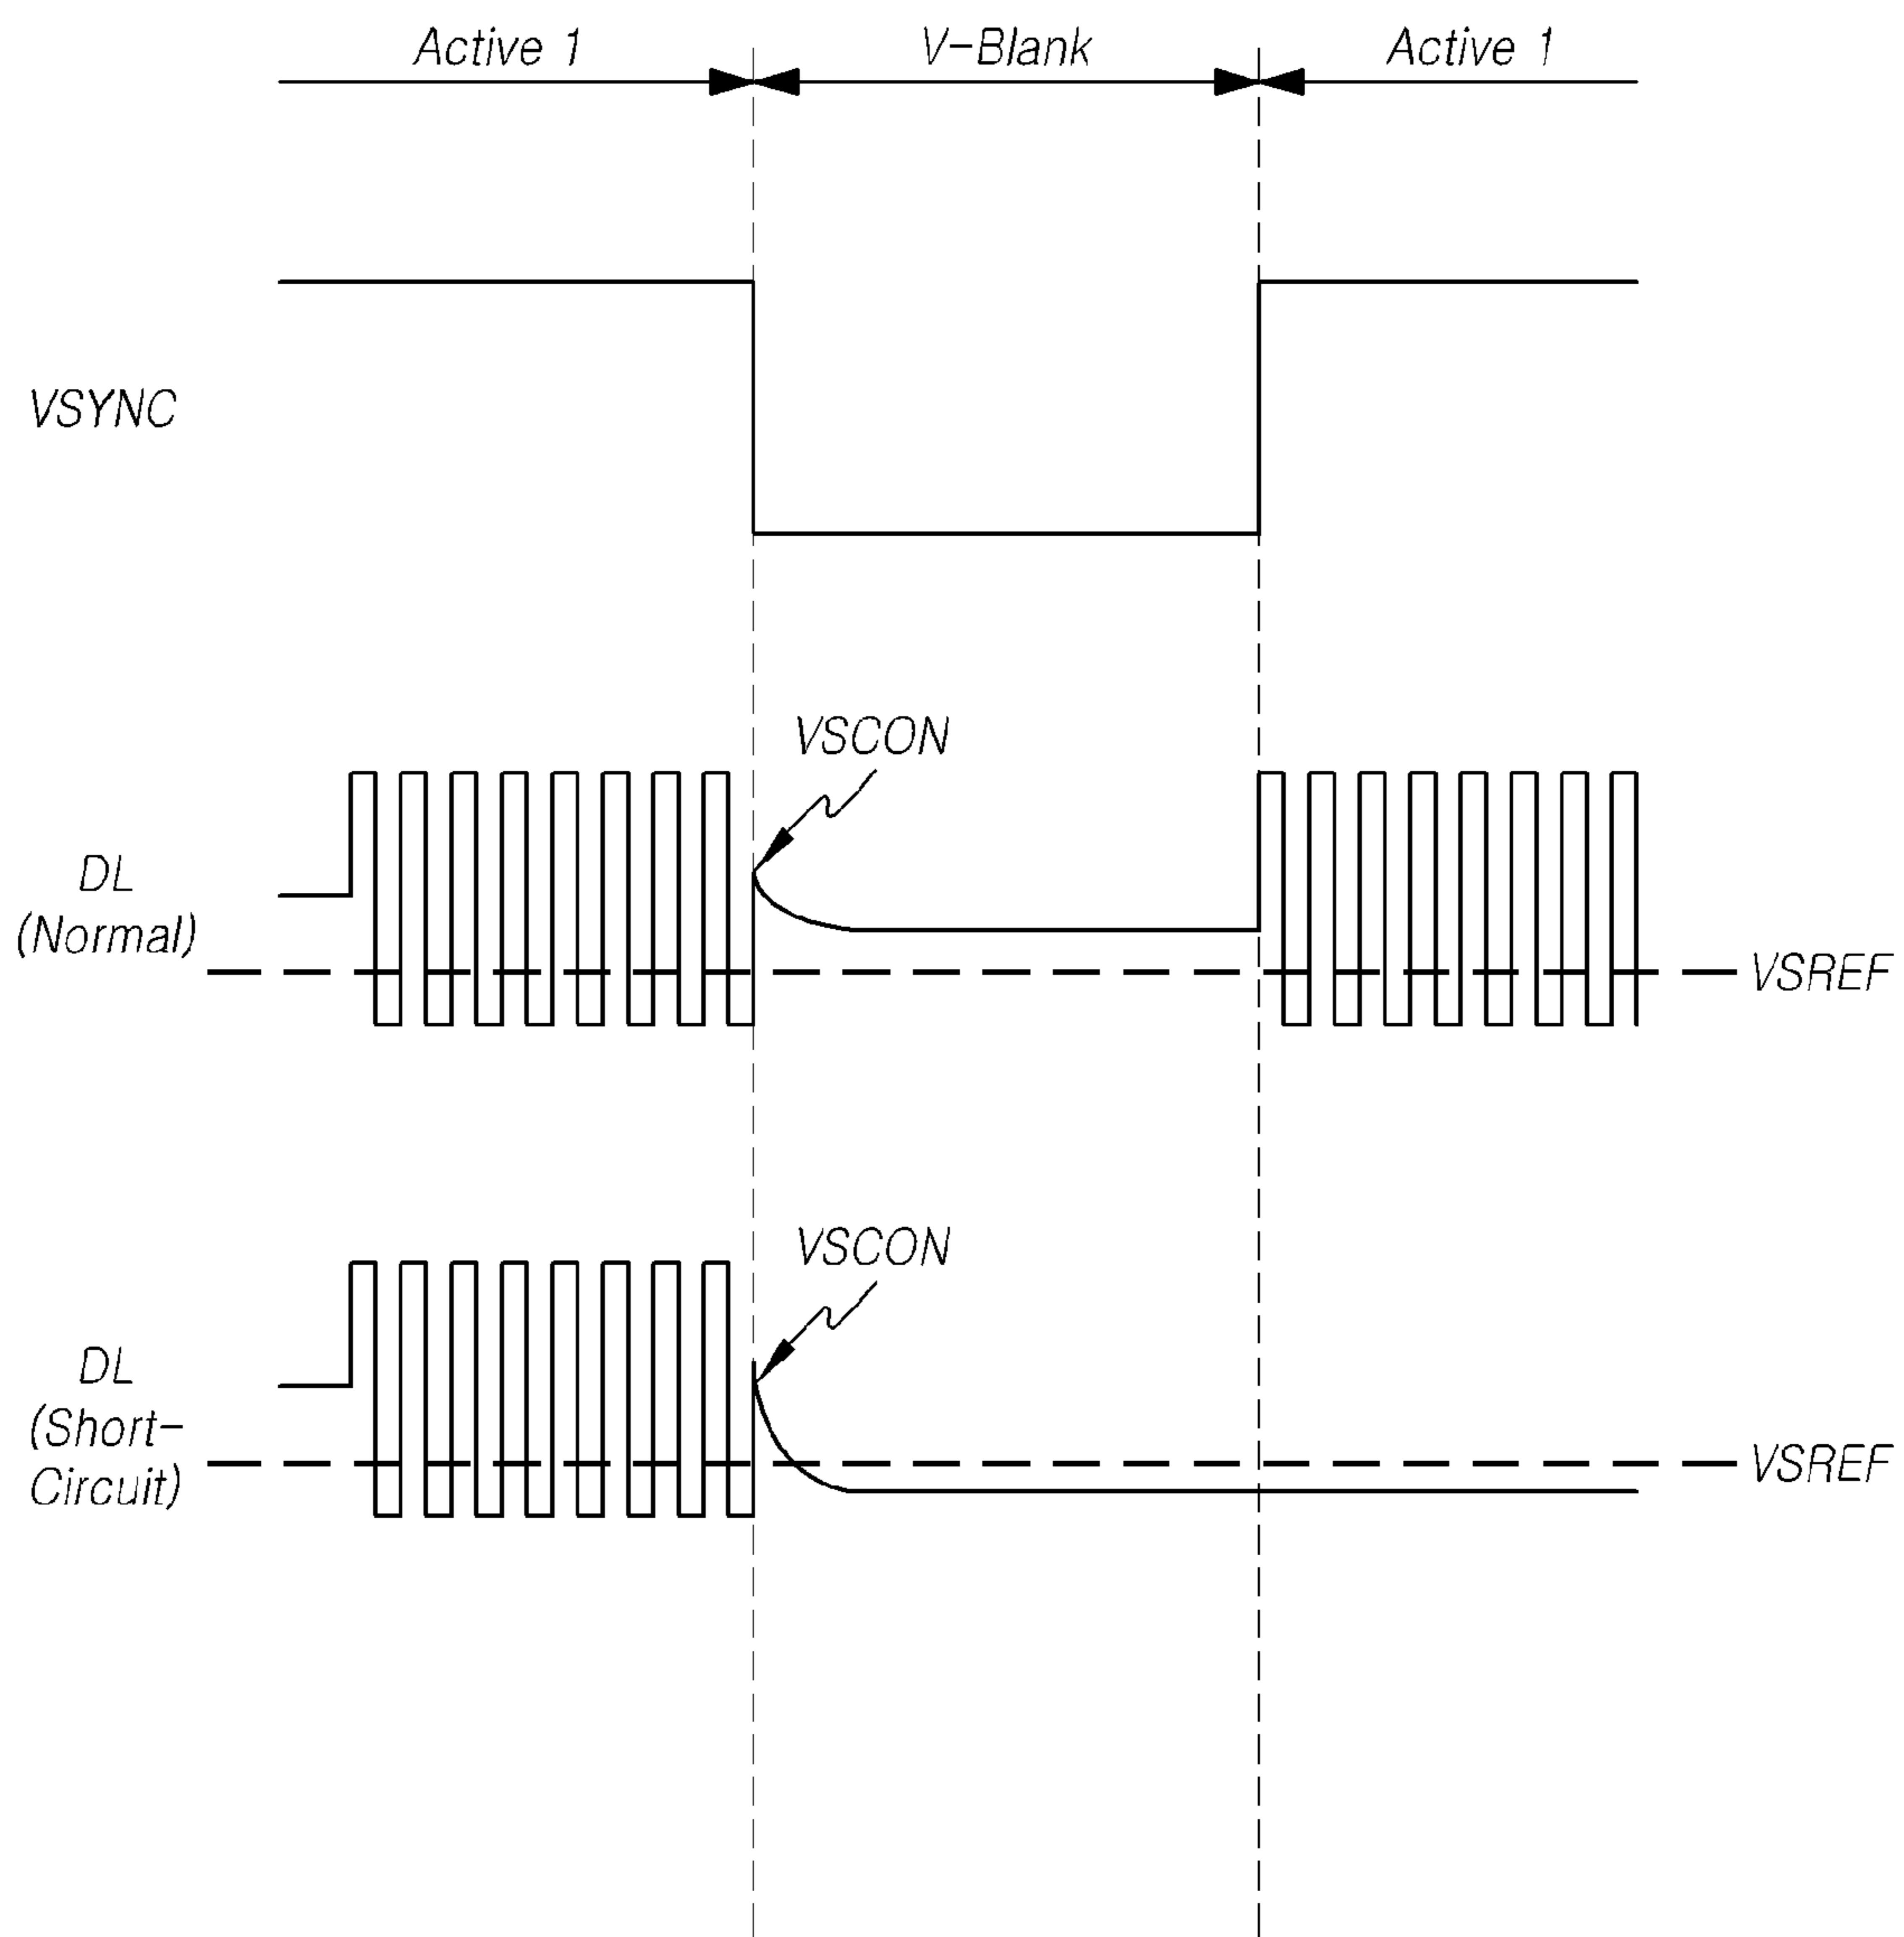 Active 1
V-Blank
Active 1
VSYNC
VSCON
DL
(Normal)
VSREF
VSCON
DL
(Short-
Circuit)
VSREF